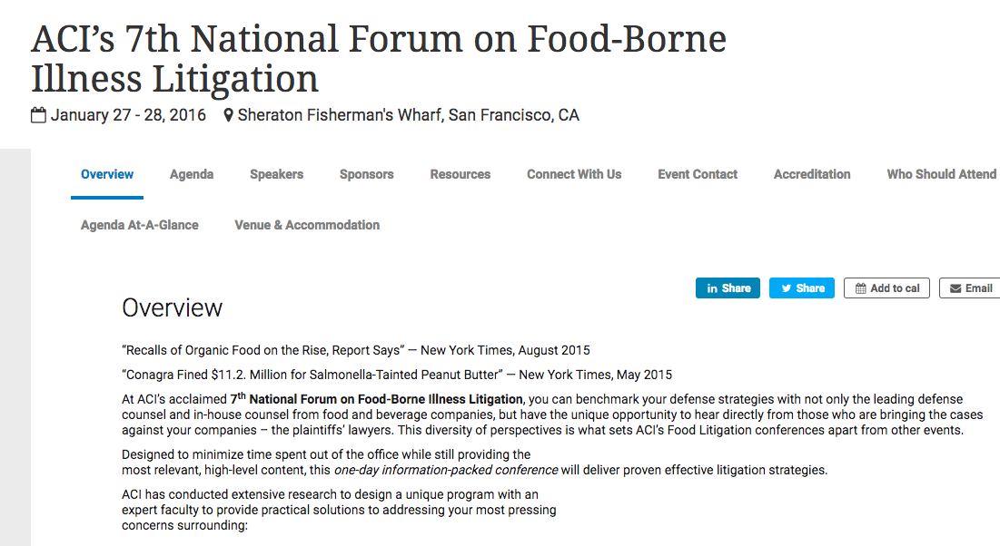 ACI’s 7th National Forum on Food-Borne
Illness Litigation
January 27 - 28, 2016 Sheraton Fisherman's Wharf, San Francisco, CA
Overview Agenda Speakers Sponsors Resources Connect With Us Event Contact Accreditation Who Should Attend
Agenda At-A-Glance Venue & Accommodation
in Share Share Add to cal Email
Overview
“Recalls of Organic Food on the Rise, Report Says” — New York Times, August 2015
“Conagra Fined $11.2. Million for Salmonella-Tainted Peanut Butter” — New York Times, May 2015
At ACI’s acclaimed 7th National Forum on Food-Borne Illness Litigation, you can benchmark your defense strategies with not only the leading defense
counsel and in-house counsel from food and beverage companies, but have the unique opportunity to hear directly from those who are bringing the cases
against your companies – the plaintiffs’ lawyers. This diversity of perspectives is what sets ACI’s Food Litigation conferences apart from other events.
Designed to minimize time spent out of the office while still providing the
most relevant, high-level content, this one-day information-packed conference will deliver proven effective litigation strategies.
ACI has conducted extensive research to design a unique program with an
expert faculty to provide practical solutions to addressing your most pressing
concerns surrounding: